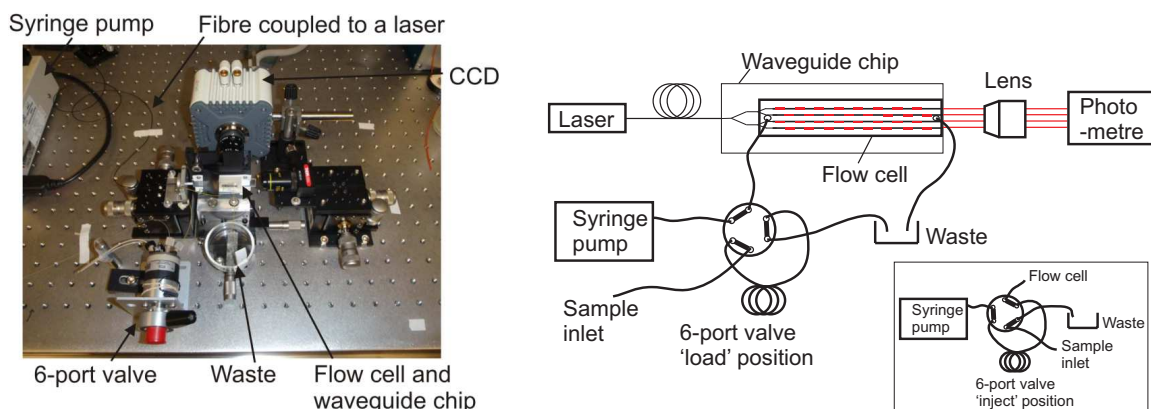 Syringe pump
Fibre coupled to a laser
CCD
6-port valve
Waste
Flow cell and
waveguide chip
Waveguide chip
Lens
Laser
Photo
-metre
Flow cell
Syringe
pump
Waste
Sample
inlet
6-port valve
'load' position
Flow cell
Syringe
pump
Waste
Sample
inlet
6-port valve
'inject' position